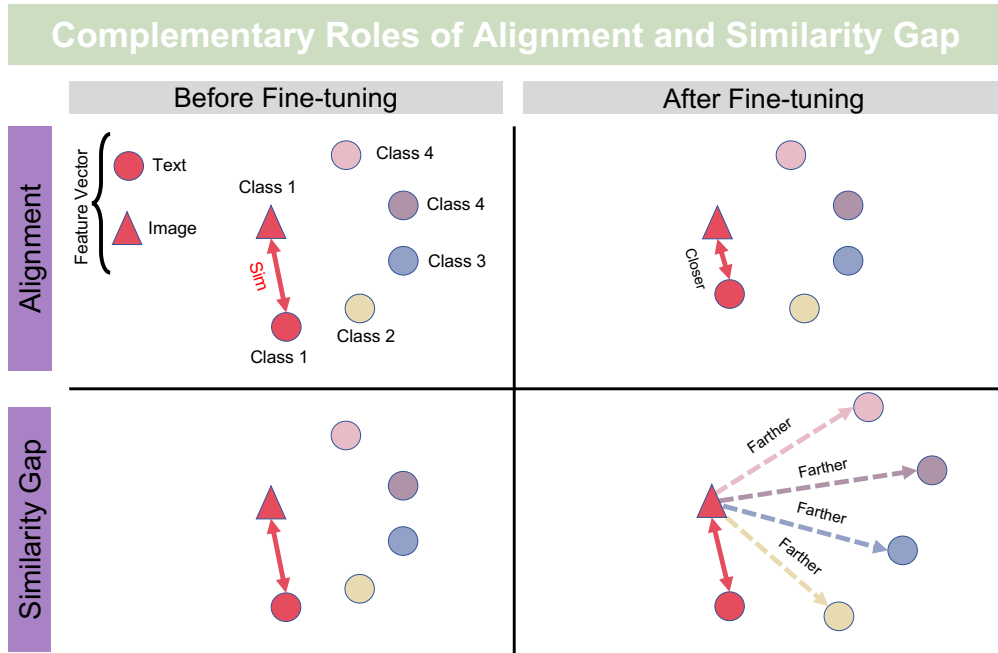 Complementary Roles of Alignment and Similarity Gap
Before Fine-tuning
After Fine-tuning
Alignment
Feature Vector
Text
Image
Class 1
Sim
Class 1
Class 4
Class 4
Class 3
Class 2
Closer
Similarity Gap
Farther
Farther
Farther
Farther